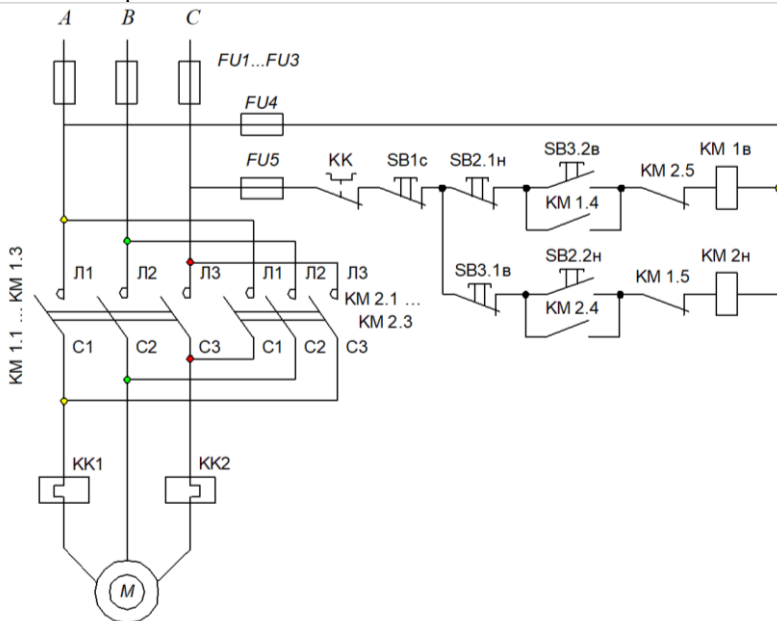 A B C
FU1...FU3
FU4
FU5 KK SB1c SB2.1н SB3.2в KM 2.5 KM 1в
KM 1.4
Л1 Л2 Л3 Л1 Л2 Л3
SB3.1в SB2.2н KM 1.5 KM 2н
KM 2.1 ...
KM 2.3
KM 2.4
KM 1.1 ... KM 1.3
C1 C2 C3 C1 C2 C3
KK1 KK2
M